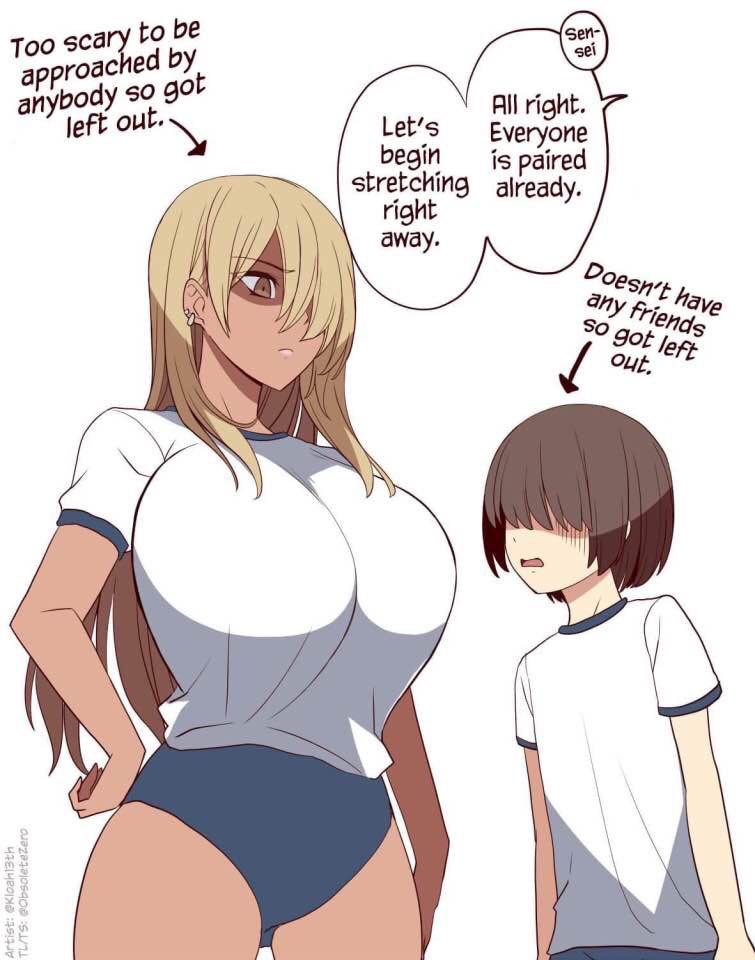 Too scary to be
approached by
anybody so got
left out.
Sen-
sei
All right.
Everyone
is paired
already.
Let's
begin
stretching
right
away.
Doesn't have
any friends
so got left
out.
Artist: @Kloah13th
TL/TS: @ObsoleteZero